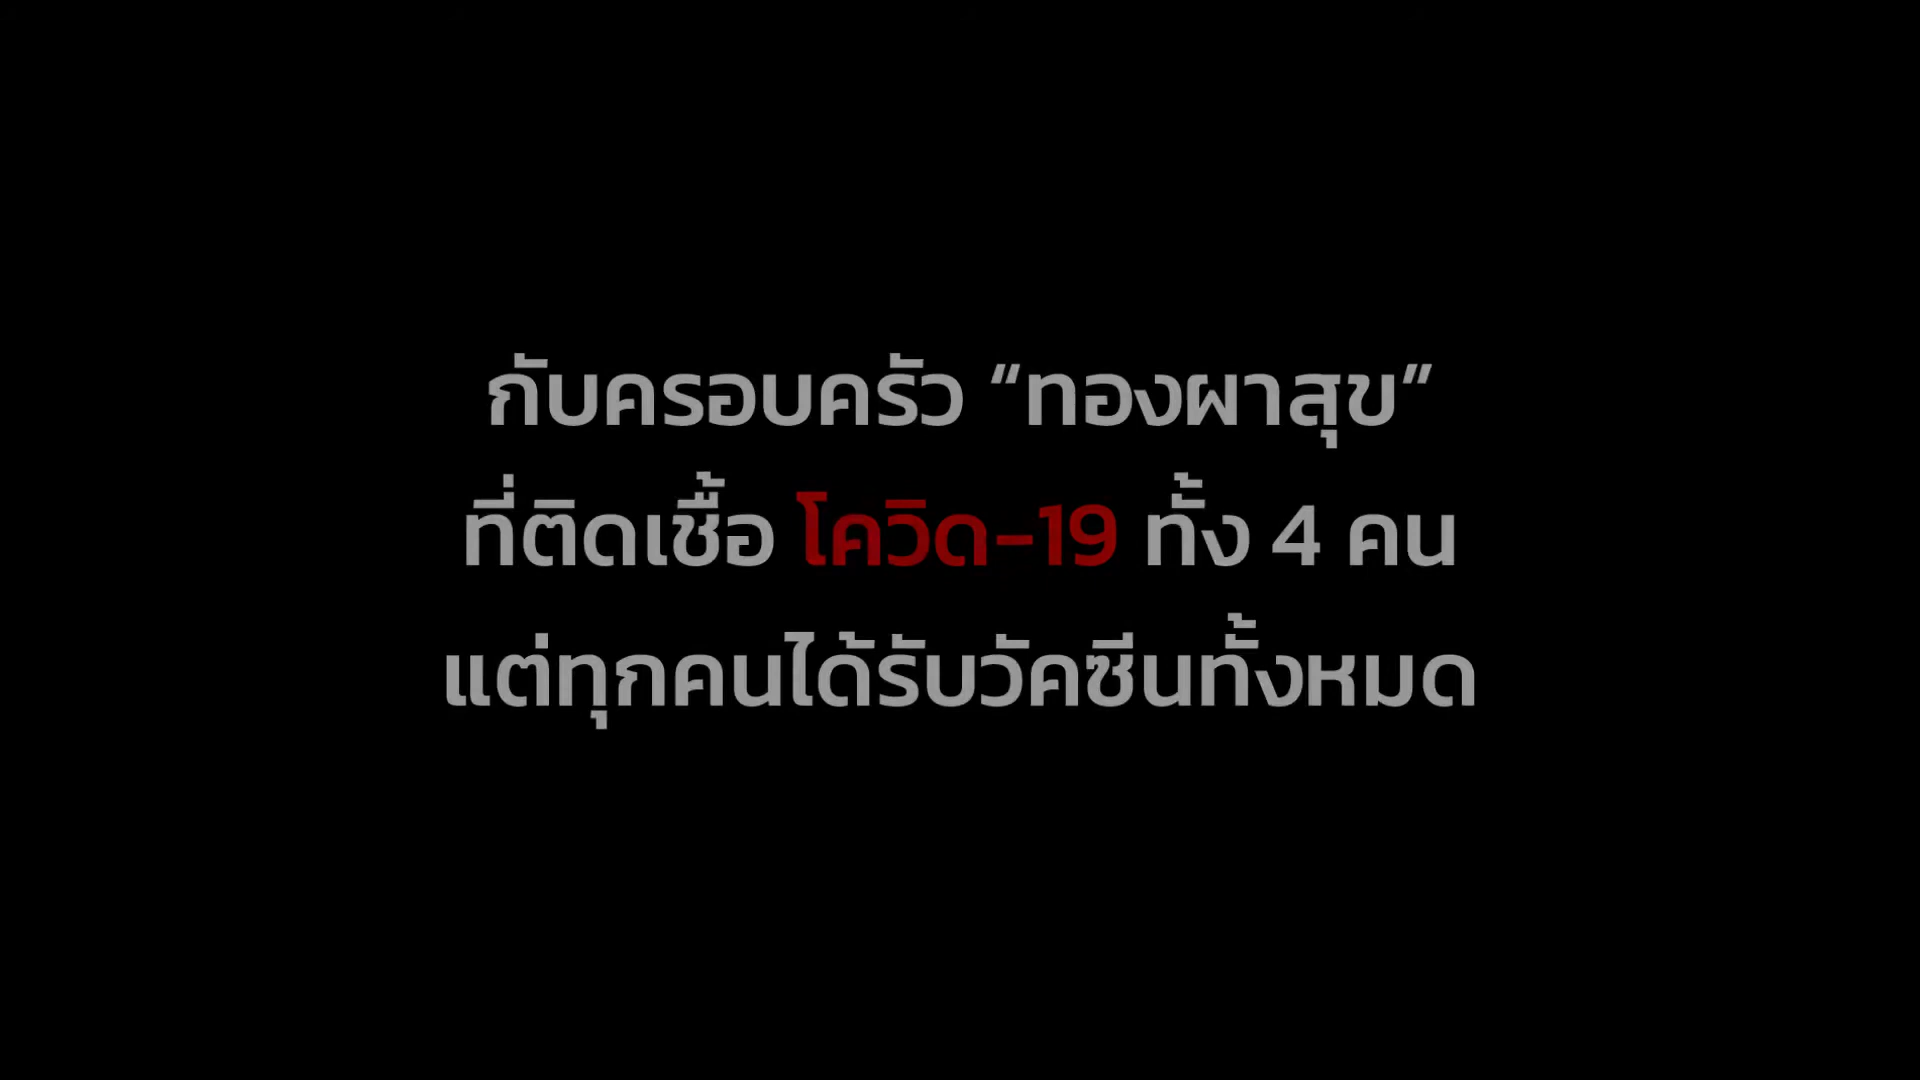 กับครอบครัว “ทองผาสุข”
ที่ติดเชื้อ โควิด-19 ทั้ง 4 คน
แต่ทุกคนได้รับวัคซีนทั้งหมด